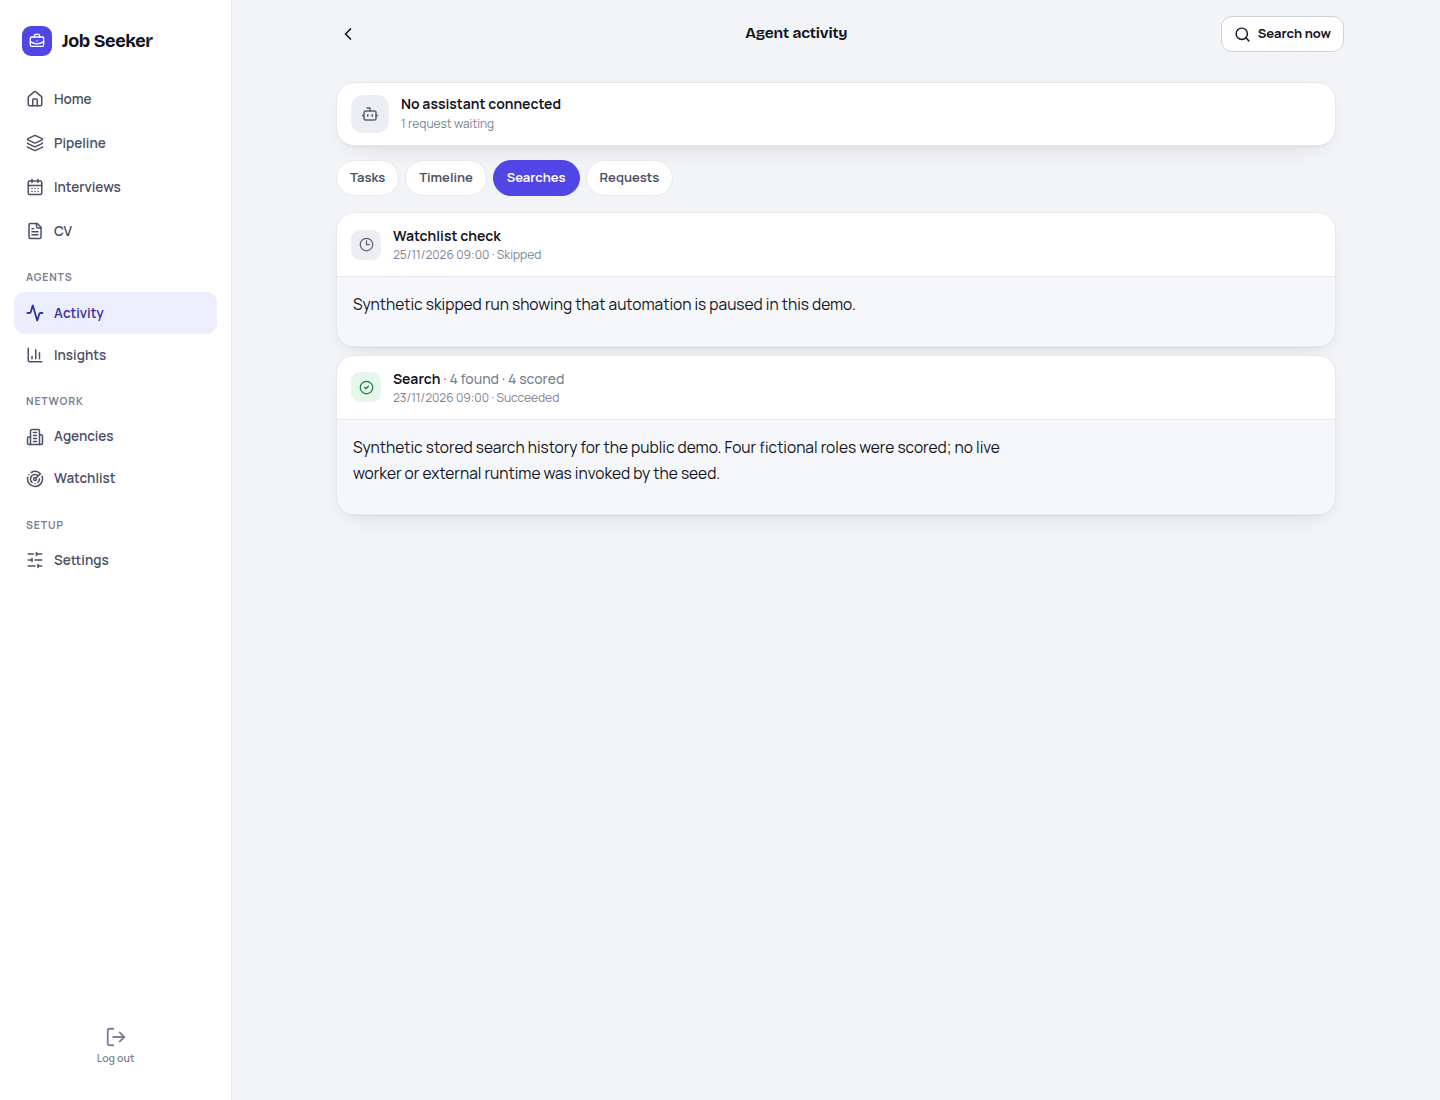 Job Seeker
Home
Pipeline
Interviews
CV
AGENTS
Activity
Insights
NETWORK
Agencies
Watchlist
SETUP
Settings
Log out
Agent activity
Search now
No assistant connected
1 request waiting
Tasks
Timeline
Searches
Requests
Watchlist check
25/11/2026 09:00 · Skipped
Synthetic skipped run showing that automation is paused in this demo.
Search · 4 found · 4 scored
23/11/2026 09:00 · Succeeded
Synthetic stored search history for the public demo. Four fictional roles were scored; no live
worker or external runtime was invoked by the seed.